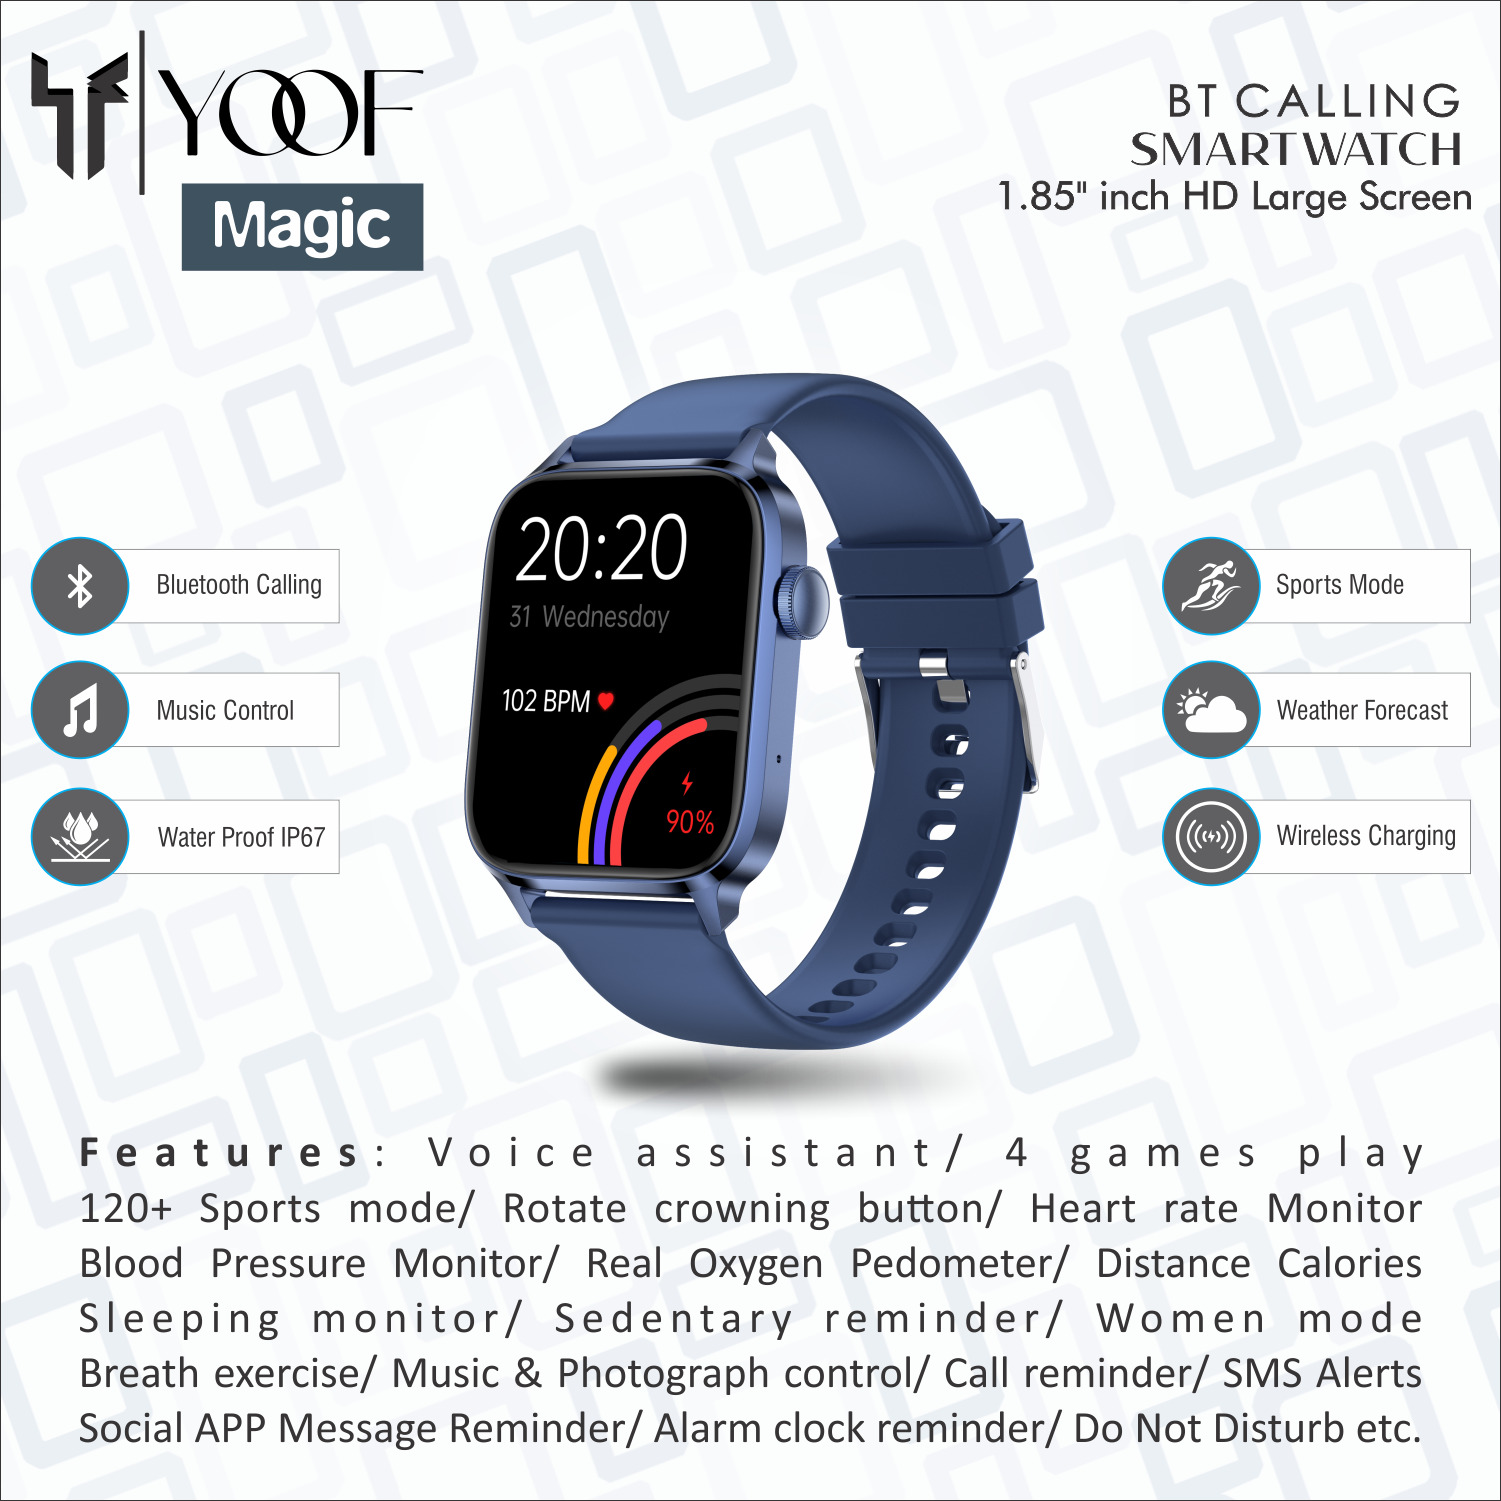 YOOF
Magic
BT CALLING
SMARTWATCH
1.85" inch HD Large Screen
20:20
31 Wednesday
102 BPM
90%
Bluetooth Calling
Music Control
Water Proof IP67
Sports Mode
Weather Forecast
Wireless Charging
Features: Voice assistant/ 4 games play
120+ Sports mode/ Rotate crowning button/ Heart rate Monitor
Blood Pressure Monitor/ Real Oxygen Pedometer/ Distance Calories
Sleeping monitor/ Sedentary reminder/ Women mode
Breath exercise/ Music & Photograph control/ Call reminder/ SMS Alerts
Social APP Message Reminder/ Alarm clock reminder/ Do Not Disturb etc.